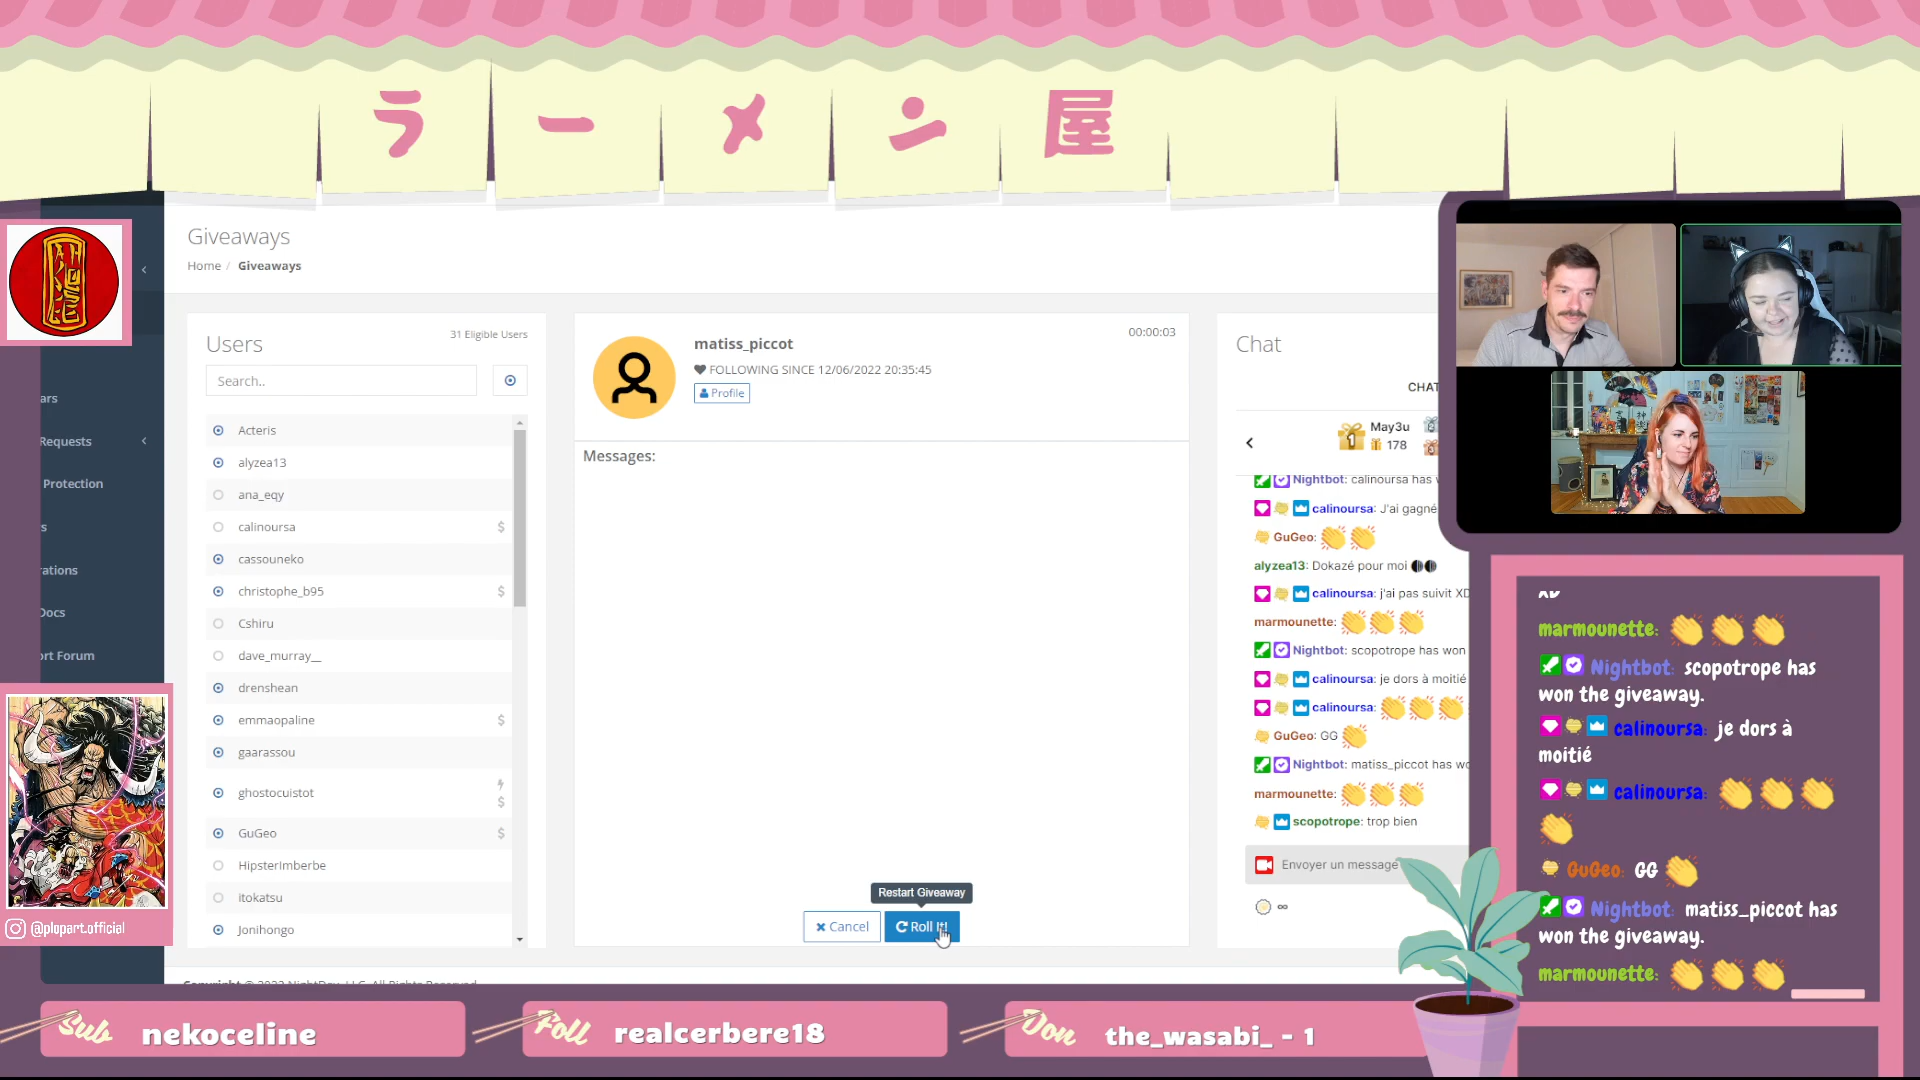 ラーメン屋
Giveaways
Home / Giveaways
ars
Requests
Protection
s
rations
Docs
ort Forum
@plopart.official
Users
31 Eligible Users
Search..
Acteris
alyzea13
ana_eqy
calinoursa $
cassouneko
christophe_b95 $
Cshiru
dave_murray__
drenshean
emmaopaline $
gaarassou
ghostocuistot $
GuGeo $
HipsterImberbe
itokatsu
Jonihongo
matiss_piccot
00:00:03
FOLLOWING SINCE 12/06/2022 20:35:45
Profile
Messages:
Restart Giveaway
Cancel
Roll It!
Chat
CHAT
1 May3u
178
Nightbot: calinoursa has
calinoursa: J'ai gagné
GuGeo:
alyzea13: Dokazé pour moi
calinoursa: j'ai pas suivit XD
marmounette:
Nightbot: scopotrope has won
calinoursa: je dors à moitié
calinoursa:
GuGeo: GG
Nightbot: matiss_piccot has wo
marmounette:
scopotrope: trop bien
Envoyer un message
∞
XD
marmounette:
Nightbot: scopotrope has
won the giveaway.
calinoursa: je dors à
moitié
calinoursa:
GuGeo: GG
Nightbot: matiss_piccot has
won the giveaway.
marmounette:
Sub nekoceline
Foll realcerbere18
Don the_wasabi_ - 1